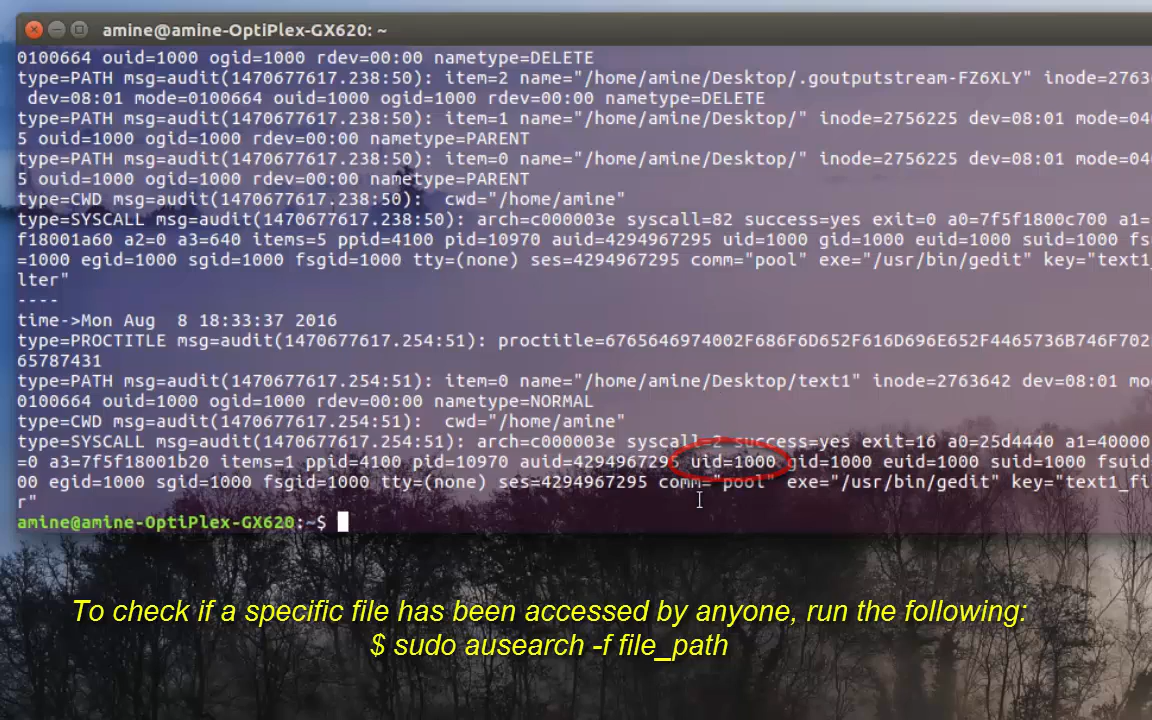 amine@amine-OptiPlex-GX620: ~
0100664 ouid=1000 ogid=1000 rdev=00:00 nametype=DELETE
type=PATH msg=audit(1470677617.238:50): item=2 name="/home/amine/Desktop/.goutputstream-FZ6XLY" inode=2763
dev=08:01 mode=0100664 ouid=1000 ogid=1000 rdev=00:00 nametype=DELETE
type=PATH msg=audit(1470677617.238:50): item=1 name="/home/amine/Desktop/" inode=2756225 dev=08:01 mode=04
5 ouid=1000 ogid=1000 rdev=00:00 nametype=PARENT
type=PATH msg=audit(1470677617.238:50): item=0 name="/home/amine/Desktop/" inode=2756225 dev=08:01 mode=04
5 ouid=1000 ogid=1000 rdev=00:00 nametype=PARENT
type=CWD msg=audit(1470677617.238:50):  cwd="/home/amine"
type=SYSCALL msg=audit(1470677617.238:50): arch=c000003e syscall=82 success=yes exit=0 a0=7f5f1800c700 a1=
f18001a60 a2=0 a3=640 items=5 ppid=4100 pid=10970 auid=4294967295 uid=1000 gid=1000 euid=1000 suid=1000 fs
=1000 egid=1000 sgid=1000 fsgid=1000 tty=(none) ses=4294967295 comm="pool" exe="/usr/bin/gedit" key="text1_
lter"
----
time->Mon Aug  8 18:33:37 2016
type=PROCTITLE msg=audit(1470677617.254:51): proctitle=6765646974002F686F6D652F616D696E652F4465736B746F702
65787431
type=PATH msg=audit(1470677617.254:51): item=0 name="/home/amine/Desktop/text1" inode=2763642 dev=08:01 mo
0100664 ouid=1000 ogid=1000 rdev=00:00 nametype=NORMAL
type=CWD msg=audit(1470677617.254:51):  cwd="/home/amine"
type=SYSCALL msg=audit(1470677617.254:51): arch=c000003e syscall=2 success=yes exit=16 a0=25d4440 a1=40000
=0 a3=7f5f18001b20 items=1 ppid=4100 pid=10970 auid=4294967295 uid=1000 gid=1000 euid=1000 suid=1000 fsuid
00 egid=1000 sgid=1000 fsgid=1000 tty=(none) ses=4294967295 comm="pool" exe="/usr/bin/gedit" key="text1_fi
r"
amine@amine-OptiPlex-GX620:~$
To check if a specific file has been accessed by anyone, run the following:
$ sudo ausearch -f file_path